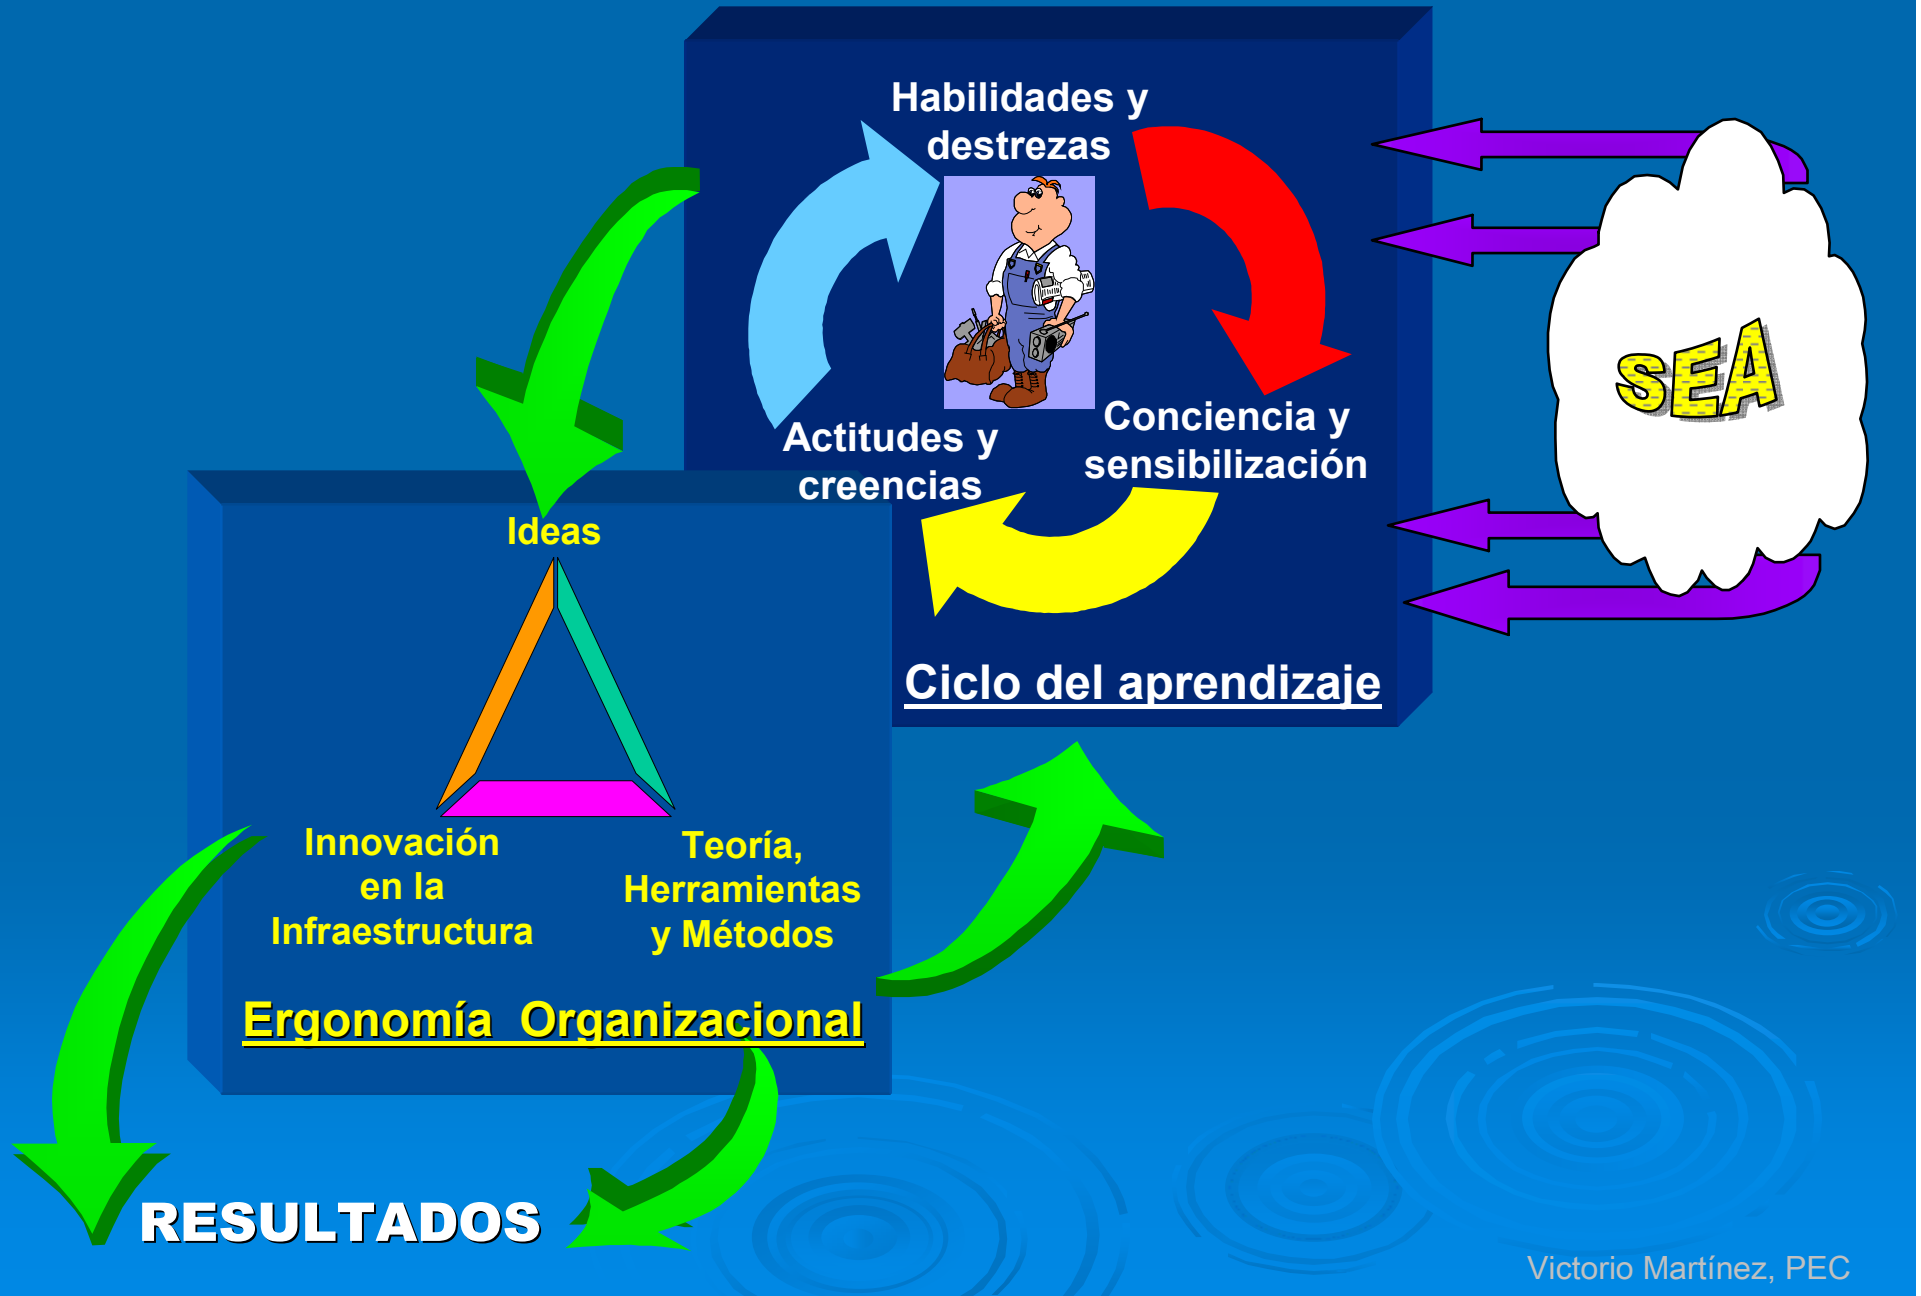 Habilidades y
destrezas
Conciencia y
sensibilización
Actitudes y
creencias
Ciclo del aprendizaje
SEA
Ideas
Innovación
en la
Infraestructura
Teoría,
Herramientas
y Métodos
Ergonomía Organizacional
RESULTADOS
Victorio Martínez, PEC